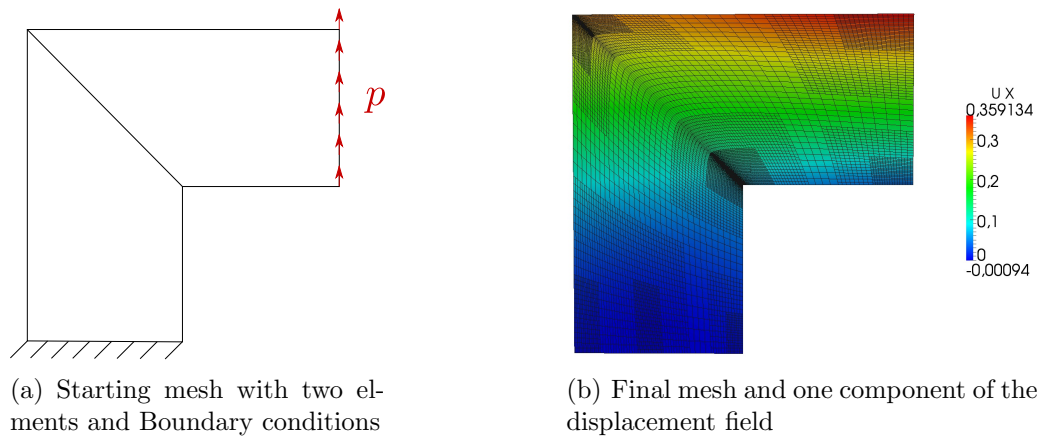 p
U X
0,359134
0,3
0,2
0,1
0
-0,00094
(a) Starting mesh with two el-
ments and Boundary conditions
(b) Final mesh and one component of the
displacement field